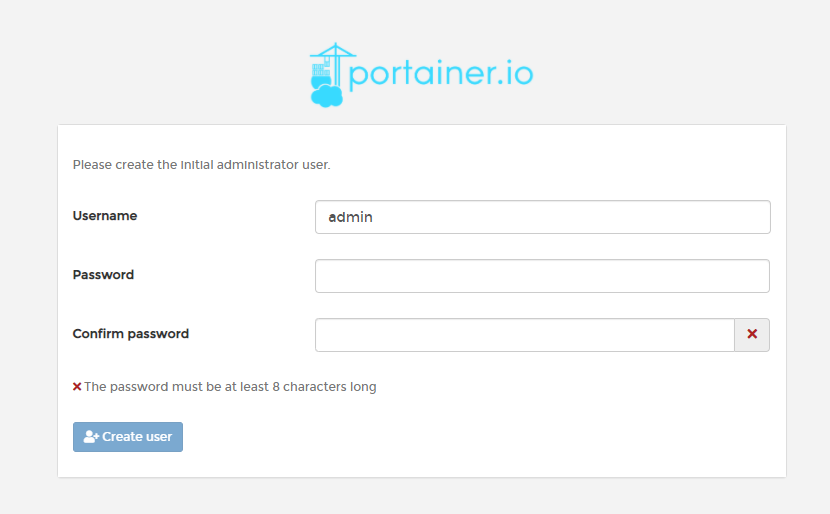 portainer.io
Please create the initial administrator user.
Username
admin
Password
Confirm password
The password must be at least 8 characters long
Create user